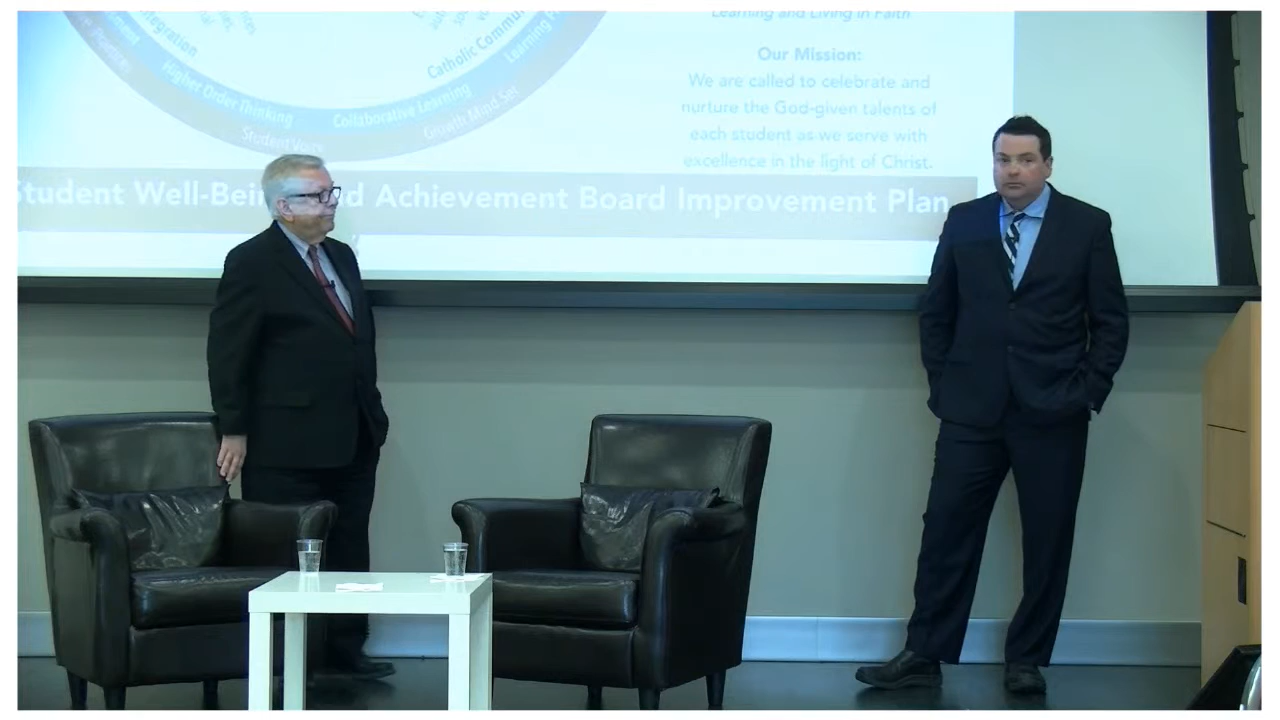 Learning and Living in Faith
Our Mission:
We are called to celebrate and
nurture the God-given talents of
each student as we serve with
excellence in the light of Christ.
Integration
Higher Order Thinking
Collaborative Learning
Catholic Commu
Learning
Student Voice
Growth Mind Set
Student Well-Bei d Achievement Board Improvement Plan